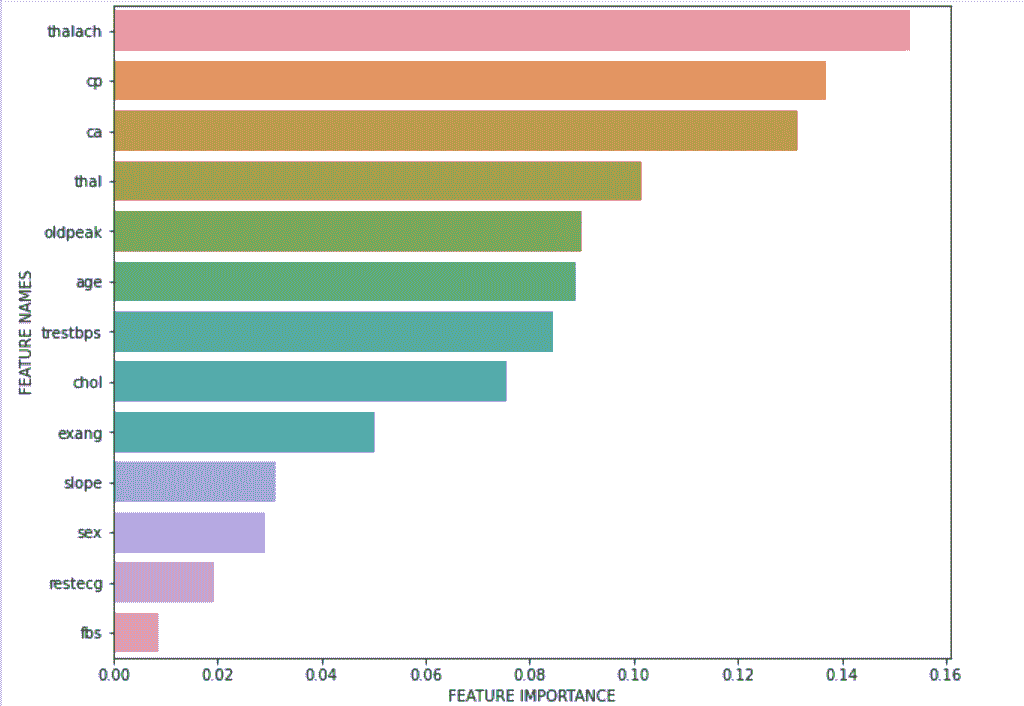 thalach
cp
ca
thal
oldpeak
age
trestbps
chol
exang
slope
sex
restecg
fbs
FEATURE NAMES
0.00 0.02 0.04 0.06 0.08 0.10 0.12 0.14 0.16
FEATURE IMPORTANCE